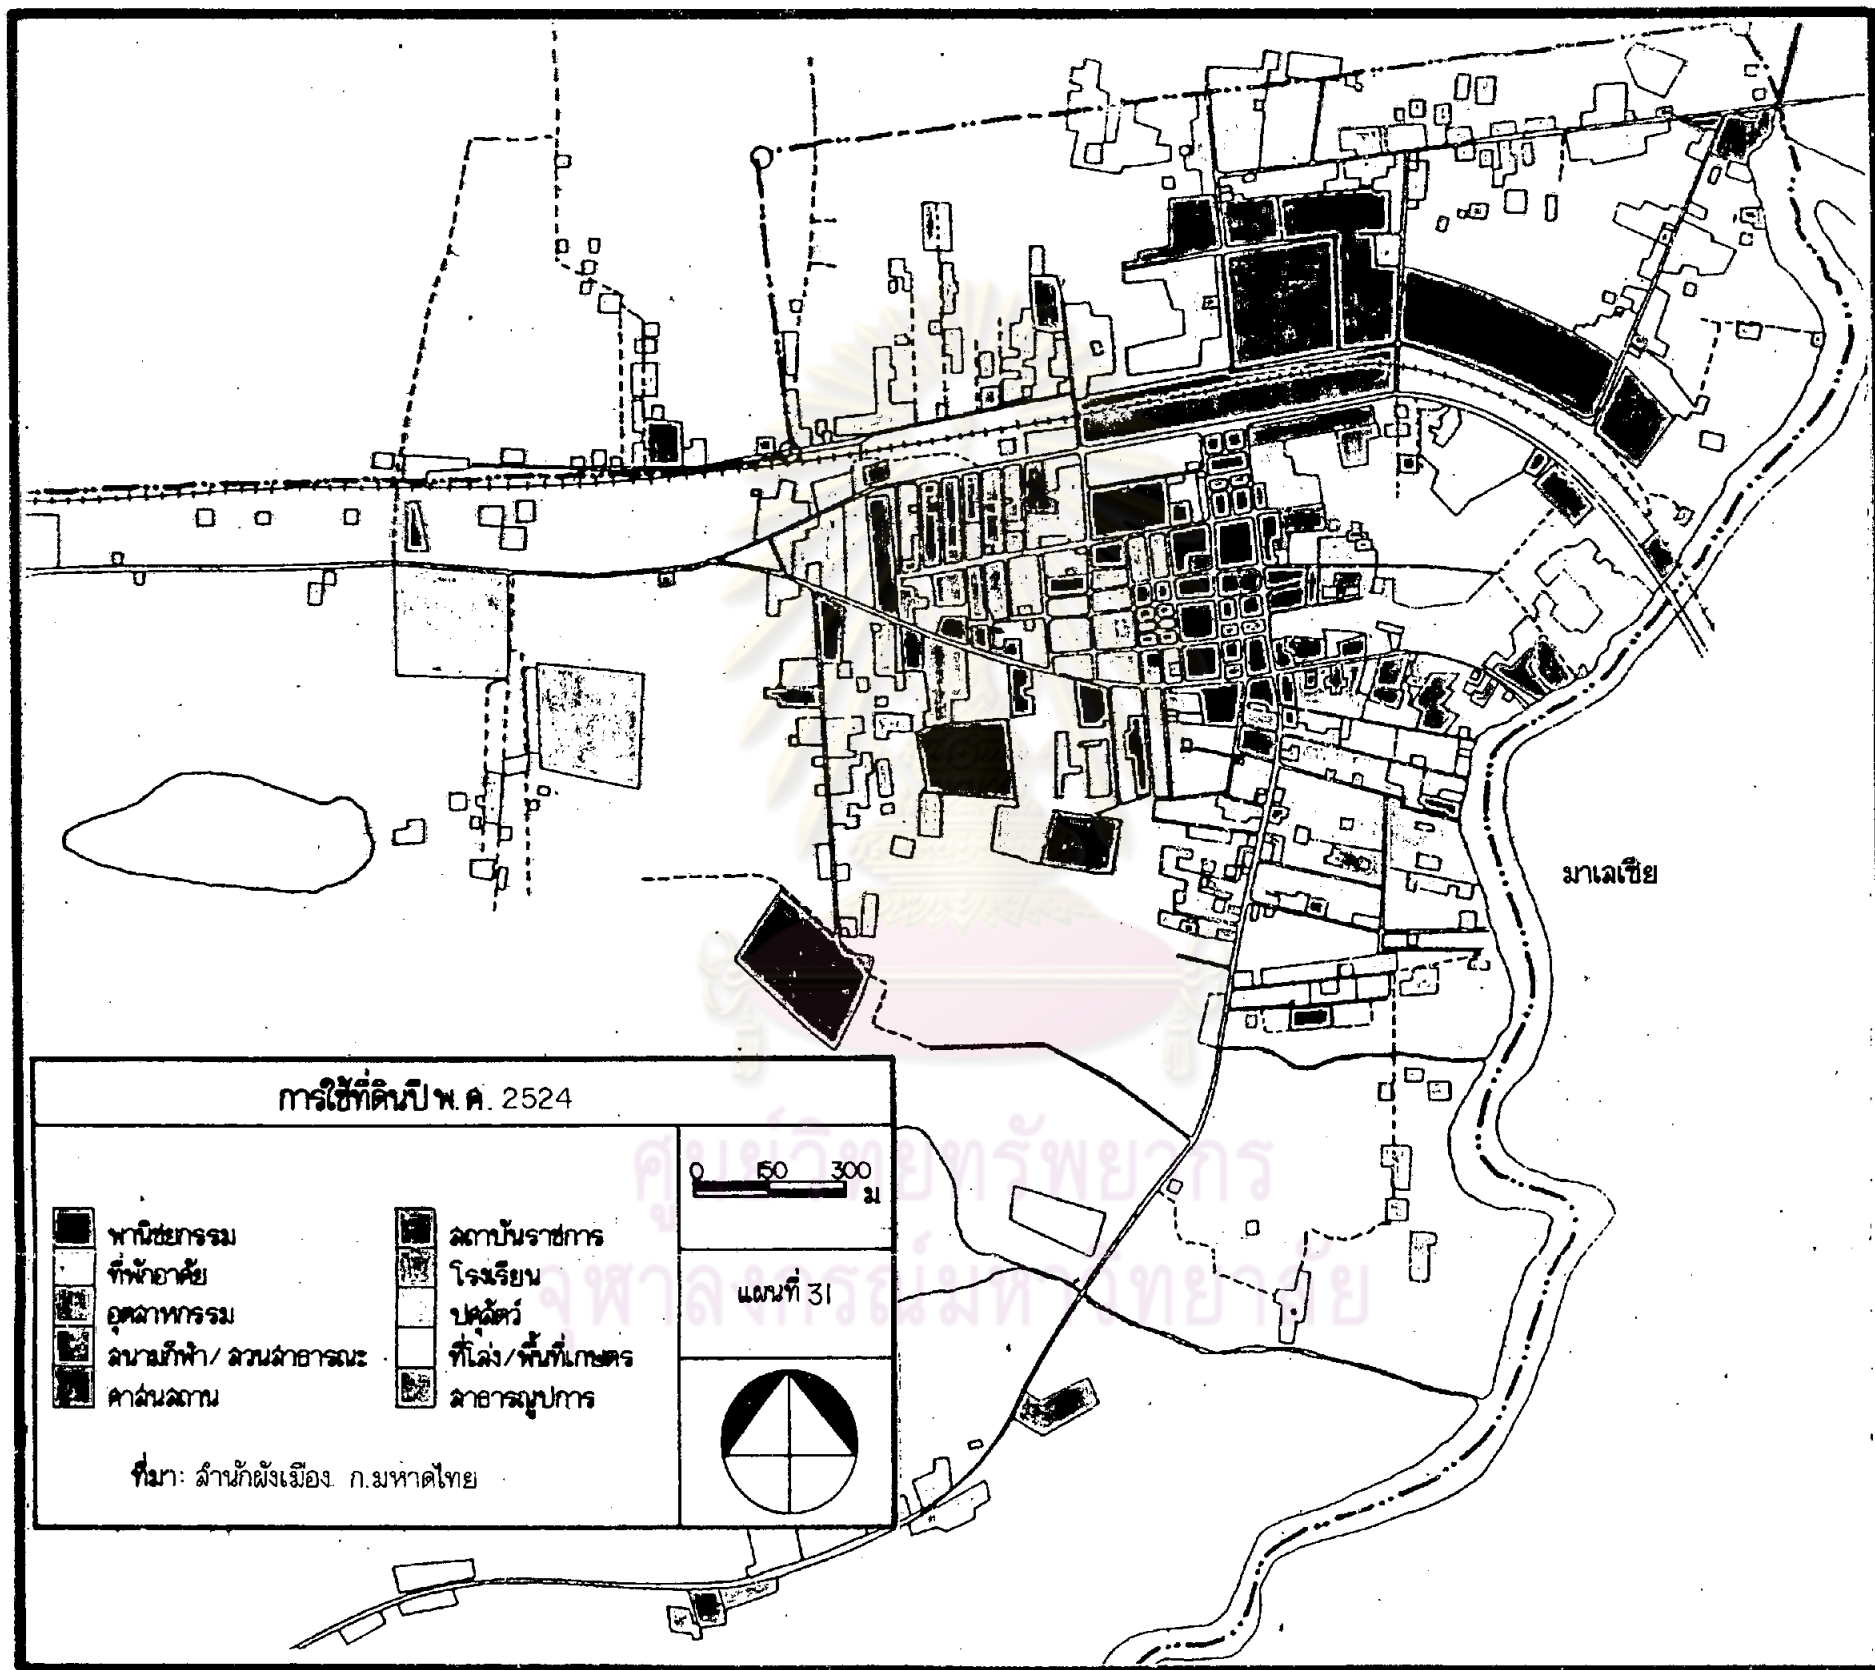 มาเลเซีย
การใช้ที่ดินปี พ.ศ. 2524
พานิชยกรรม
ที่พักอาศัย
อุตสาหกรรม
สนามกีฬา/สวนสาธารณะ
ศาสนสถาน
สถาบันราชการ
โรงเรียน
ปศุสัตว์
ที่โล่ง/พื้นที่เกษตร
สาธารณูปการ
ที่มา: สำนักผังเมือง ก.มหาดไทย
0 150 300
ม
แผนที่ 31
ศูนย์วิทยทรัพยากร
จุฬาลงกรณ์มหาวิทยาลัย